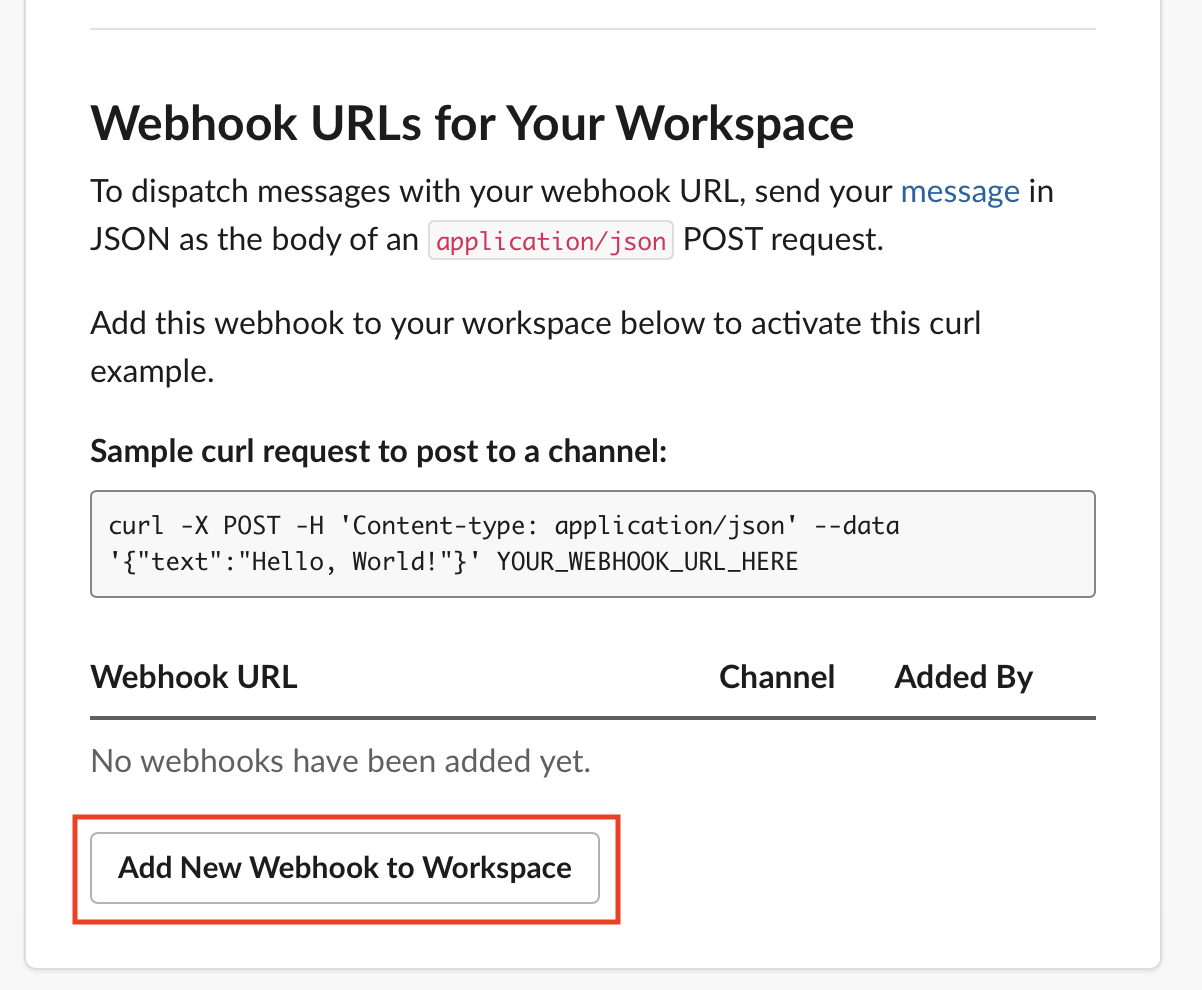 Webhook URLs for Your Workspace
To dispatch messages with your webhook URL, send your message in
JSON as the body of an application/json POST request.
Add this webhook to your workspace below to activate this curl
example.
Sample curl request to post to a channel:
curl -X POST -H 'Content-type: application/json' --data
'{"text":"Hello, World!"}' YOUR_WEBHOOK_URL_HERE
Webhook URL Channel Added By
No webhooks have been added yet.
Add New Webhook to Workspace